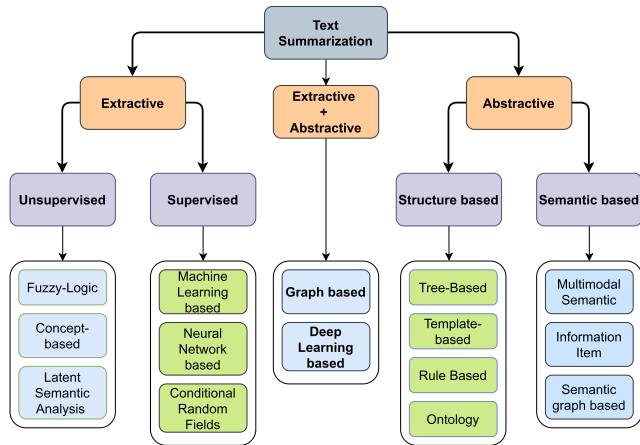 Text
Summarization
Extractive
Extractive
+
Abstractive
Abstractive
Unsupervised
Supervised
Structure based
Semantic based
Fuzzy-Logic
Concept-
based
Latent
Semantic
Analysis
Machine
Learning
based
Neural
Network based
Conditional
Random
Fields
Graph based
Deep
Learning
based
Tree-Based
Template-
based
Rule Based
Ontology
Multimodal
Semantic
Information
Item
Semantic
graph based